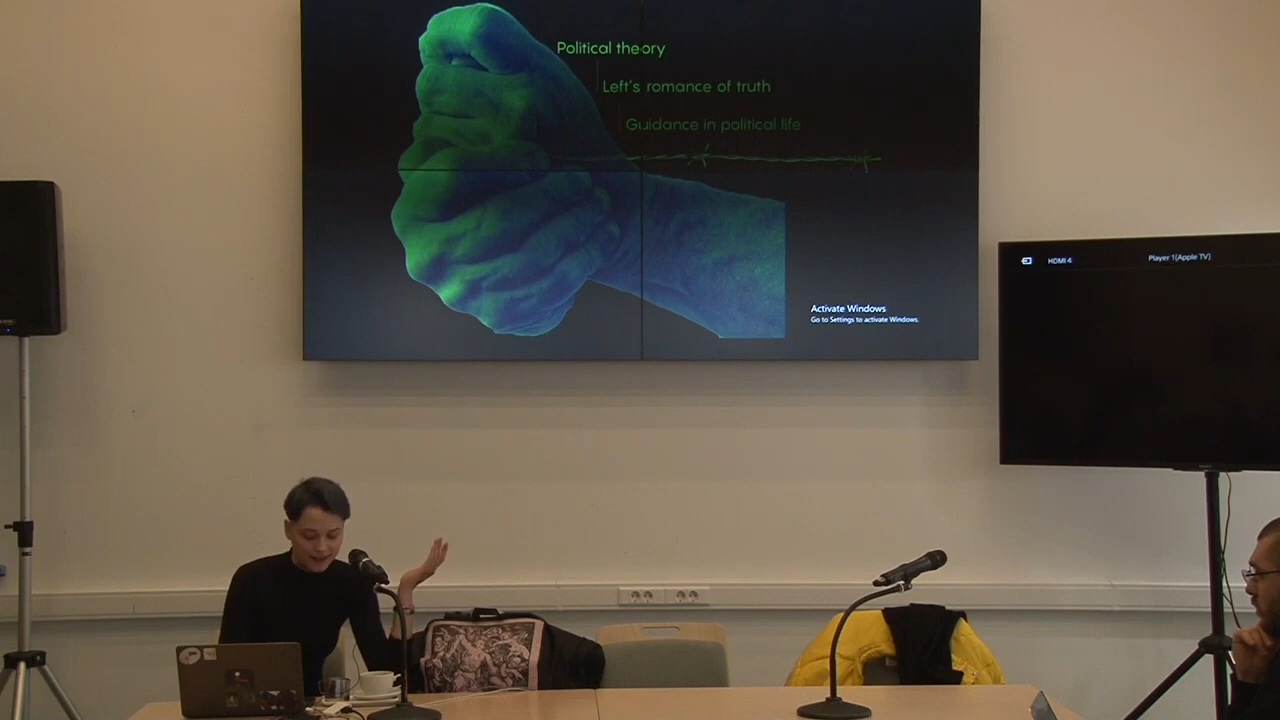 Political theory
Left's romance of truth
Guidance in political life
Activate Windows
Go to Settings to activate Windows.
HDMI 4
Player 1(Apple TV)